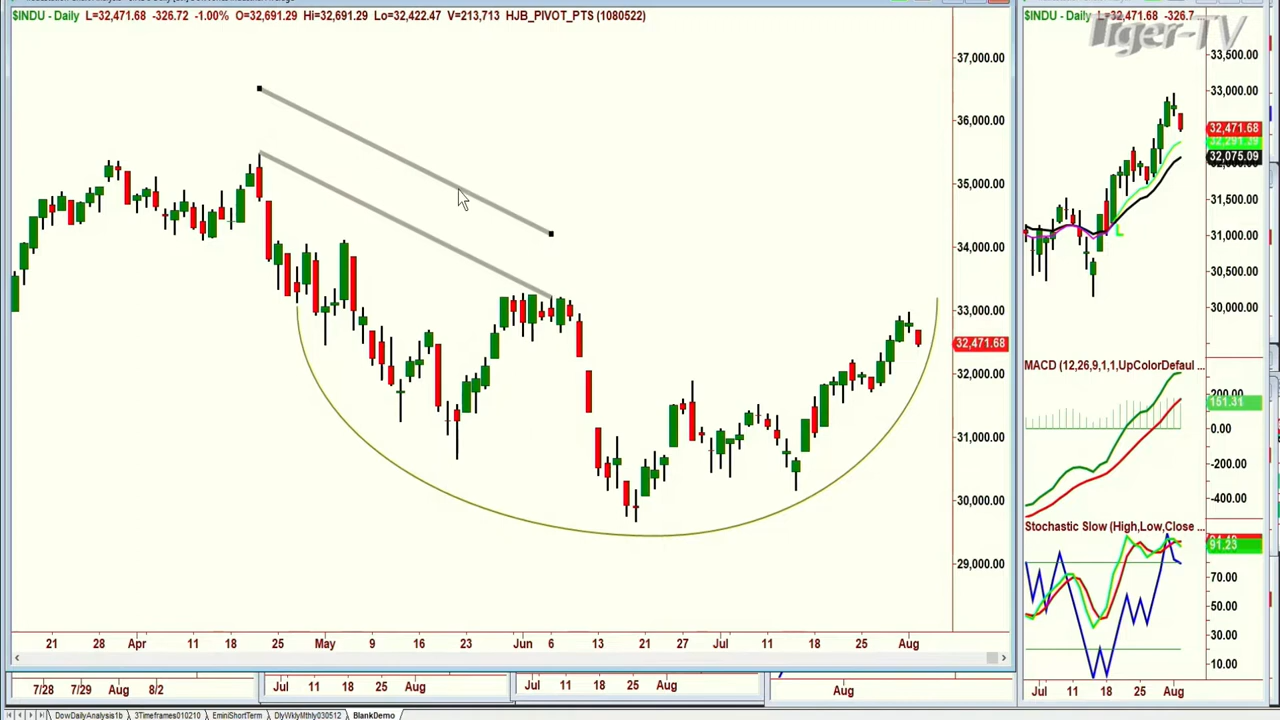 $INDU - Daily L=32,471.68 -326.72 -1.00% O=32,691.29 Hi=32,691.29 Lo=32,422.47 V=213,713 HJB_PIVOT_PTS (1080522)
37,000.00
36,000.00
35,000.00
34,000.00
33,000.00
32,471.68
32,000.00
31,000.00
30,000.00
29,000.00
21 28 Apr 11 18 25 May 9 16 23 Jun 6 13 21 27 Jul 11 18 25 Aug
7/28 7/29 Aug 8/2
Jul 11 18 25 Aug
Jul 11 18 25 Aug
Aug
DowDailyAnalysis1b 3Timeframes010210 EminiShortTerm DlyWklyMthly030512 BlankDemo
$INDU - Daily L=32,471.68 -326.7
Tiger-TV
33,500.00
33,000.00
32,471.68
32,075.09
31,500.00
31,000.00
30,500.00
30,000.00
L
MACD (12,26,9,1,1,UpColorDefaul ...
200.00
151.31
0.00
-200.00
-400.00
Stochastic Slow (High,Low,Close ...
91.23
70.00
50.00
30.00
10.00
Jul 11 18 25 Aug